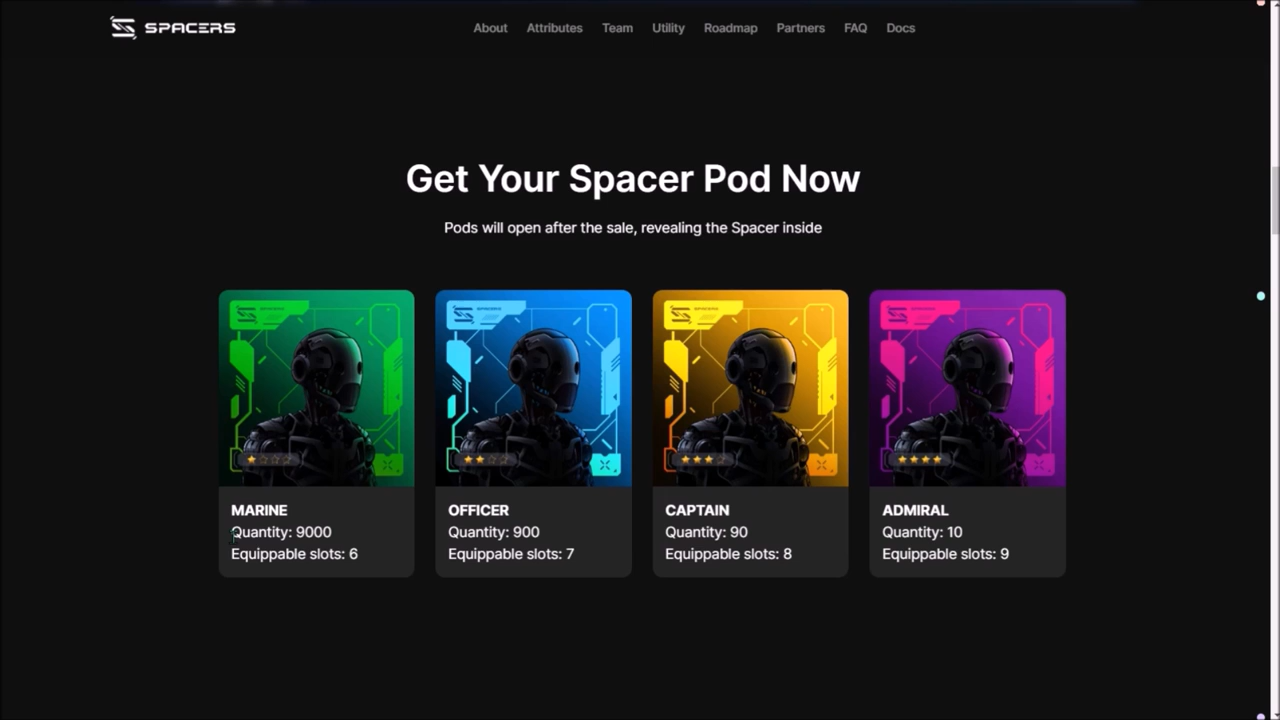 SPACERS
About Attributes Team Utility Roadmap Partners FAQ Docs
Get Your Spacer Pod Now
Pods will open after the sale, revealing the Spacer inside
MARINE
Quantity: 9000
Equippable slots: 6
OFFICER
Quantity: 900
Equippable slots: 7
CAPTAIN
Quantity: 90
Equippable slots: 8
ADMIRAL
Quantity: 10
Equippable slots: 9